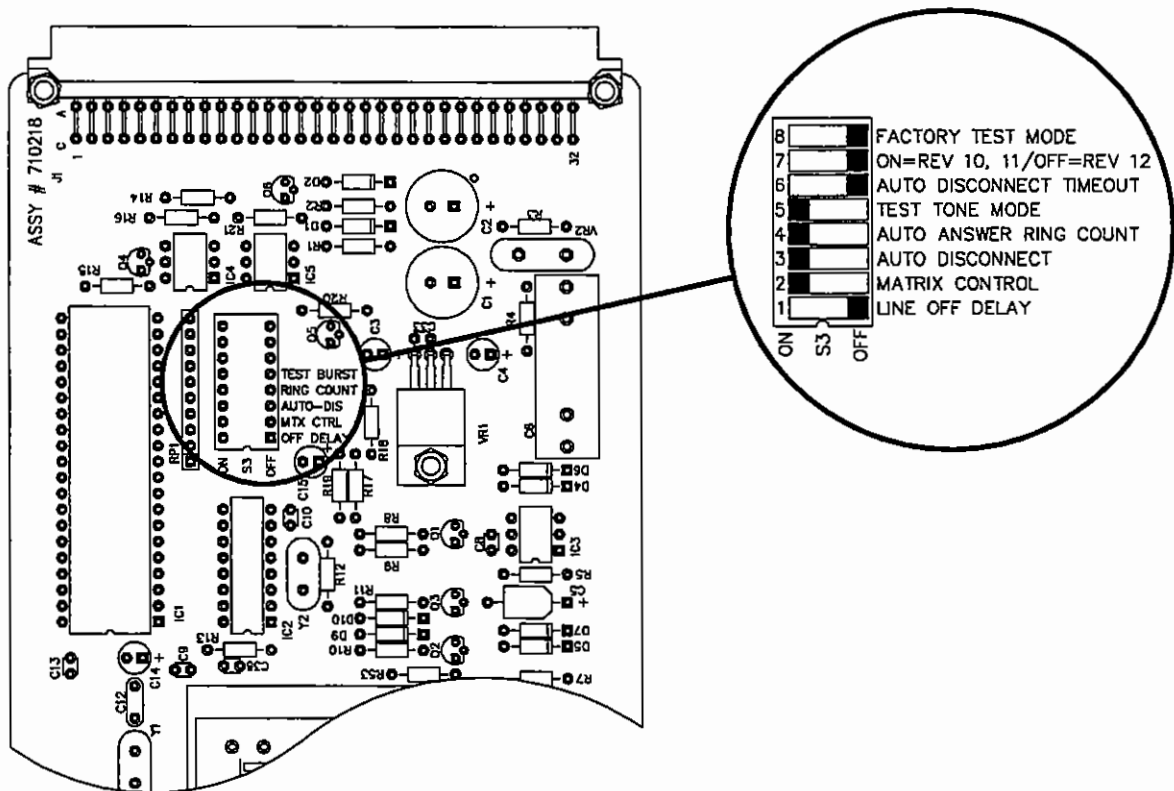 ASSY # 710218
J1
C
A
1
32
R14
R16
R21
Q6
D2
R2
D1
R1
C2
VR2
Q4
R15
IC4
IC5
R20
Q5
C3
C1
R4
C4
TEST BURST
RING COUNT
AUTO-DIS
MTX CTRL
OFF DELAY
RP1
ON
S3
OFF
C15
R18
R19
R17
VR1
C6
D6
D4
C10
R8
Q1
R9
C8
IC3
R12
R5
R11
Q3
D10
D9
R10
Q2
D7
D5
IC1
IC2
Y2
R13
C9
C38
C13
C14
C12
Y1
R53
R7
8 FACTORY TEST MODE
7 ON=REV 10, 11/OFF=REV 12
6 AUTO DISCONNECT TIMEOUT
5 TEST TONE MODE
4 AUTO ANSWER RING COUNT
3 AUTO DISCONNECT
2 MATRIX CONTROL
1 LINE OFF DELAY
ON
S3
OFF